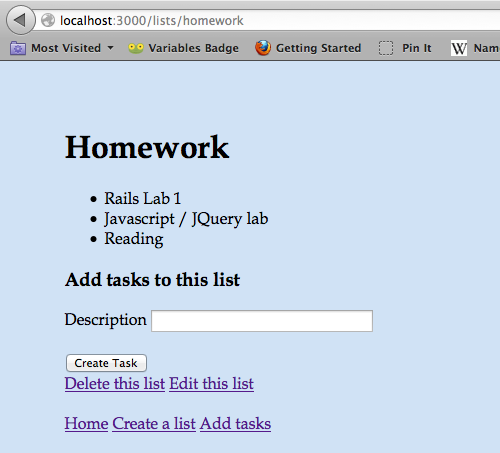 localhost:3000/lists/homework
Most Visited Variables Badge Getting Started Pin It W Nam
Homework
Rails Lab 1
Javascript / JQuery lab
Reading
Add tasks to this list
Description
Create Task
Delete this list Edit this list
Home Create a list Add tasks